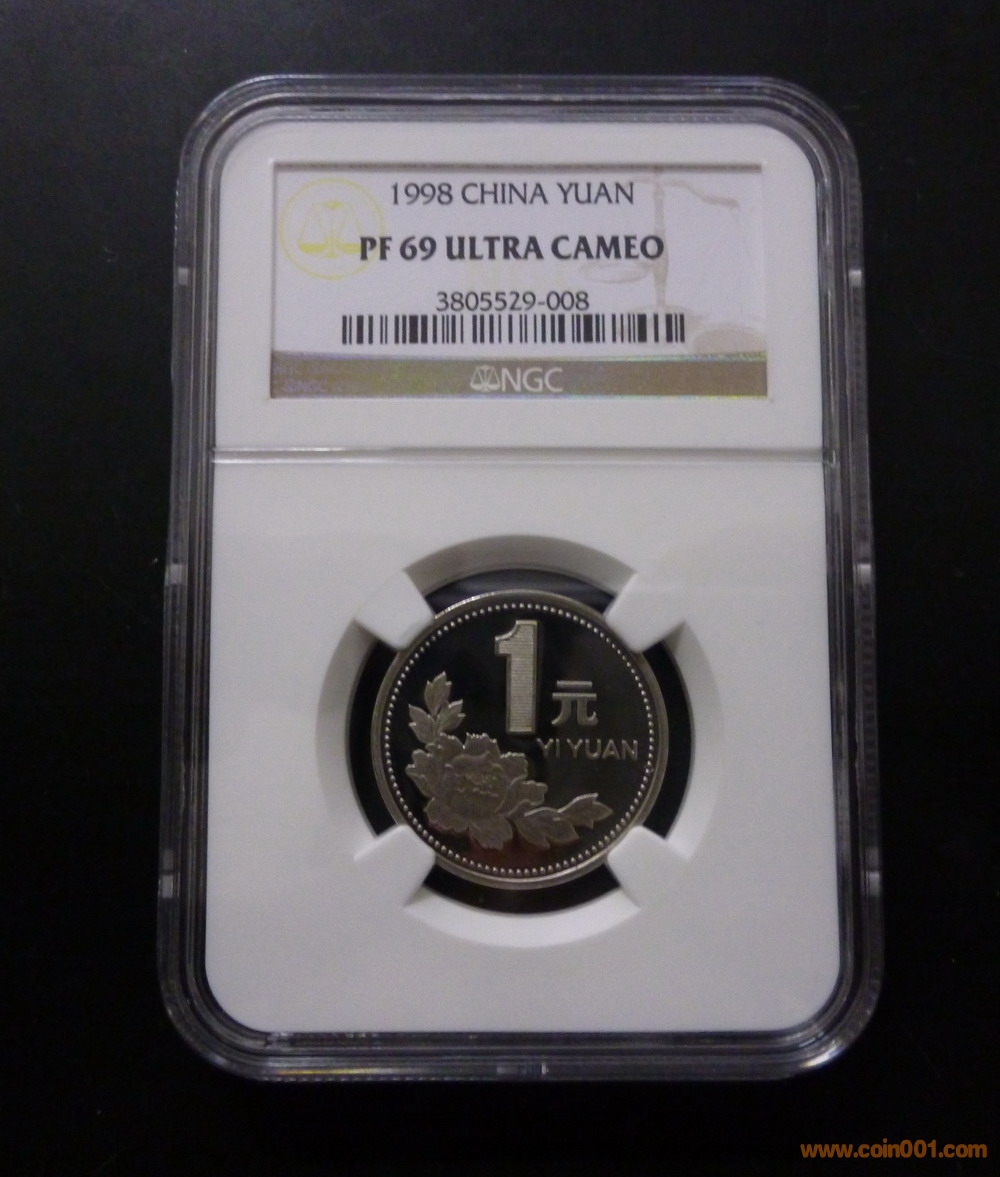 1998 CHINA YUAN
PF 69 ULTRA CAMEO
3805529-008
NGC
1 元
YI YUAN
www.coin001.com